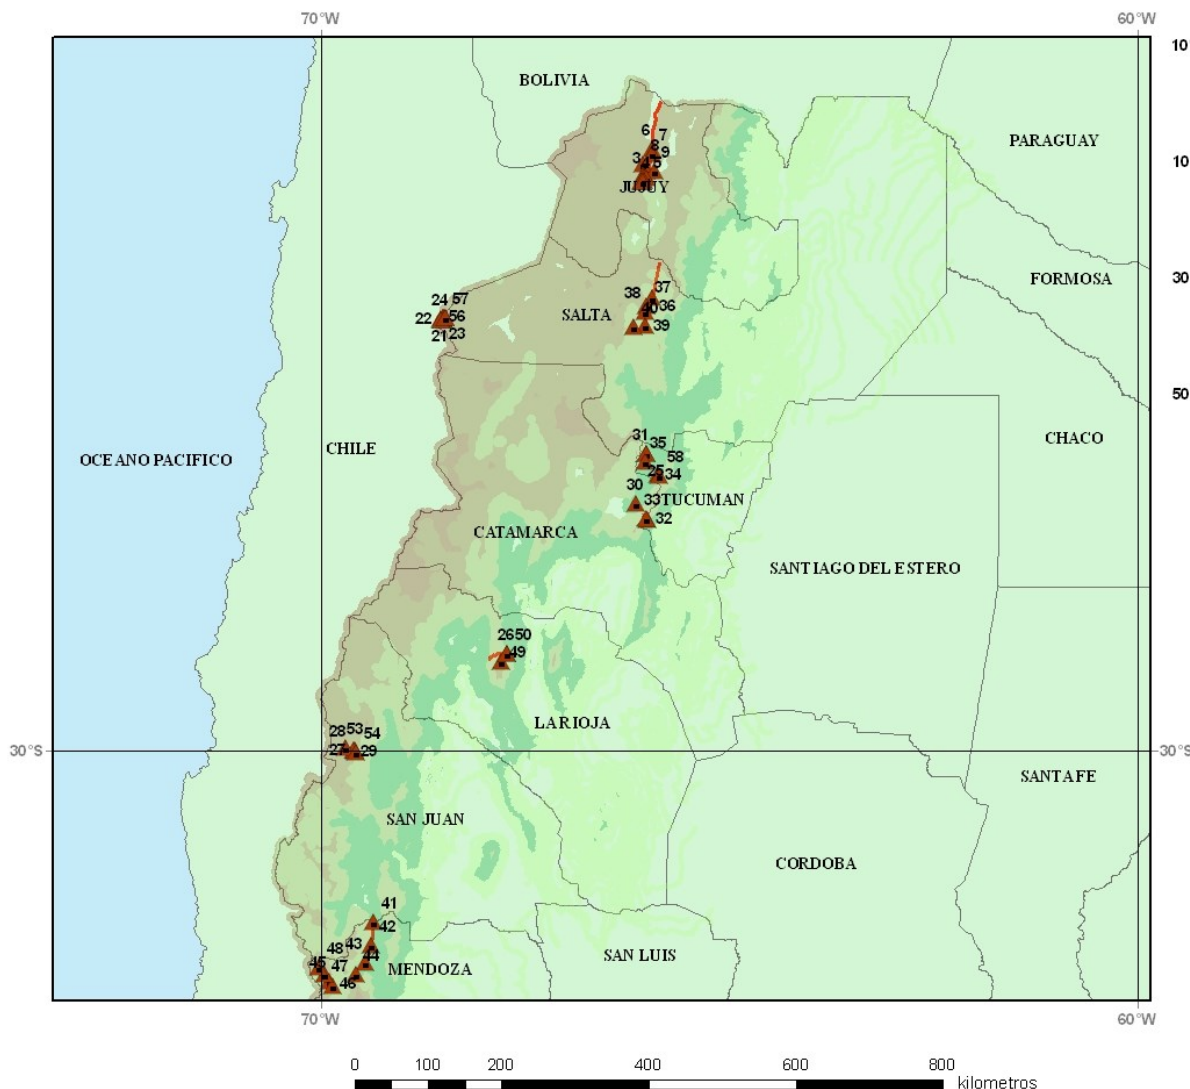 70°W 60°W
10
BOLIVIA
6 7
PARAGUAY
8
3 9
10
5
JUJUY
FORMOSA
30
24 57
38 37
22 56
SALTA
40 36
21 23
39
50
31
CHACO
35
OCEANO PACIFICO
CHILE
58
25 34
30
33 TUCUMAN
32
CATAMARCA
SANTIAGO DEL ESTERO
26 50
49
LA RIOJA
28 53 54
27 29
30°S 30°S
SANTA FE
SAN JUAN
CORDOBA
41
42
48 43
SAN LUIS
44
45 47
MENDOZA
46
70°W 60°W
0 100 200 400 600 800
kilometros